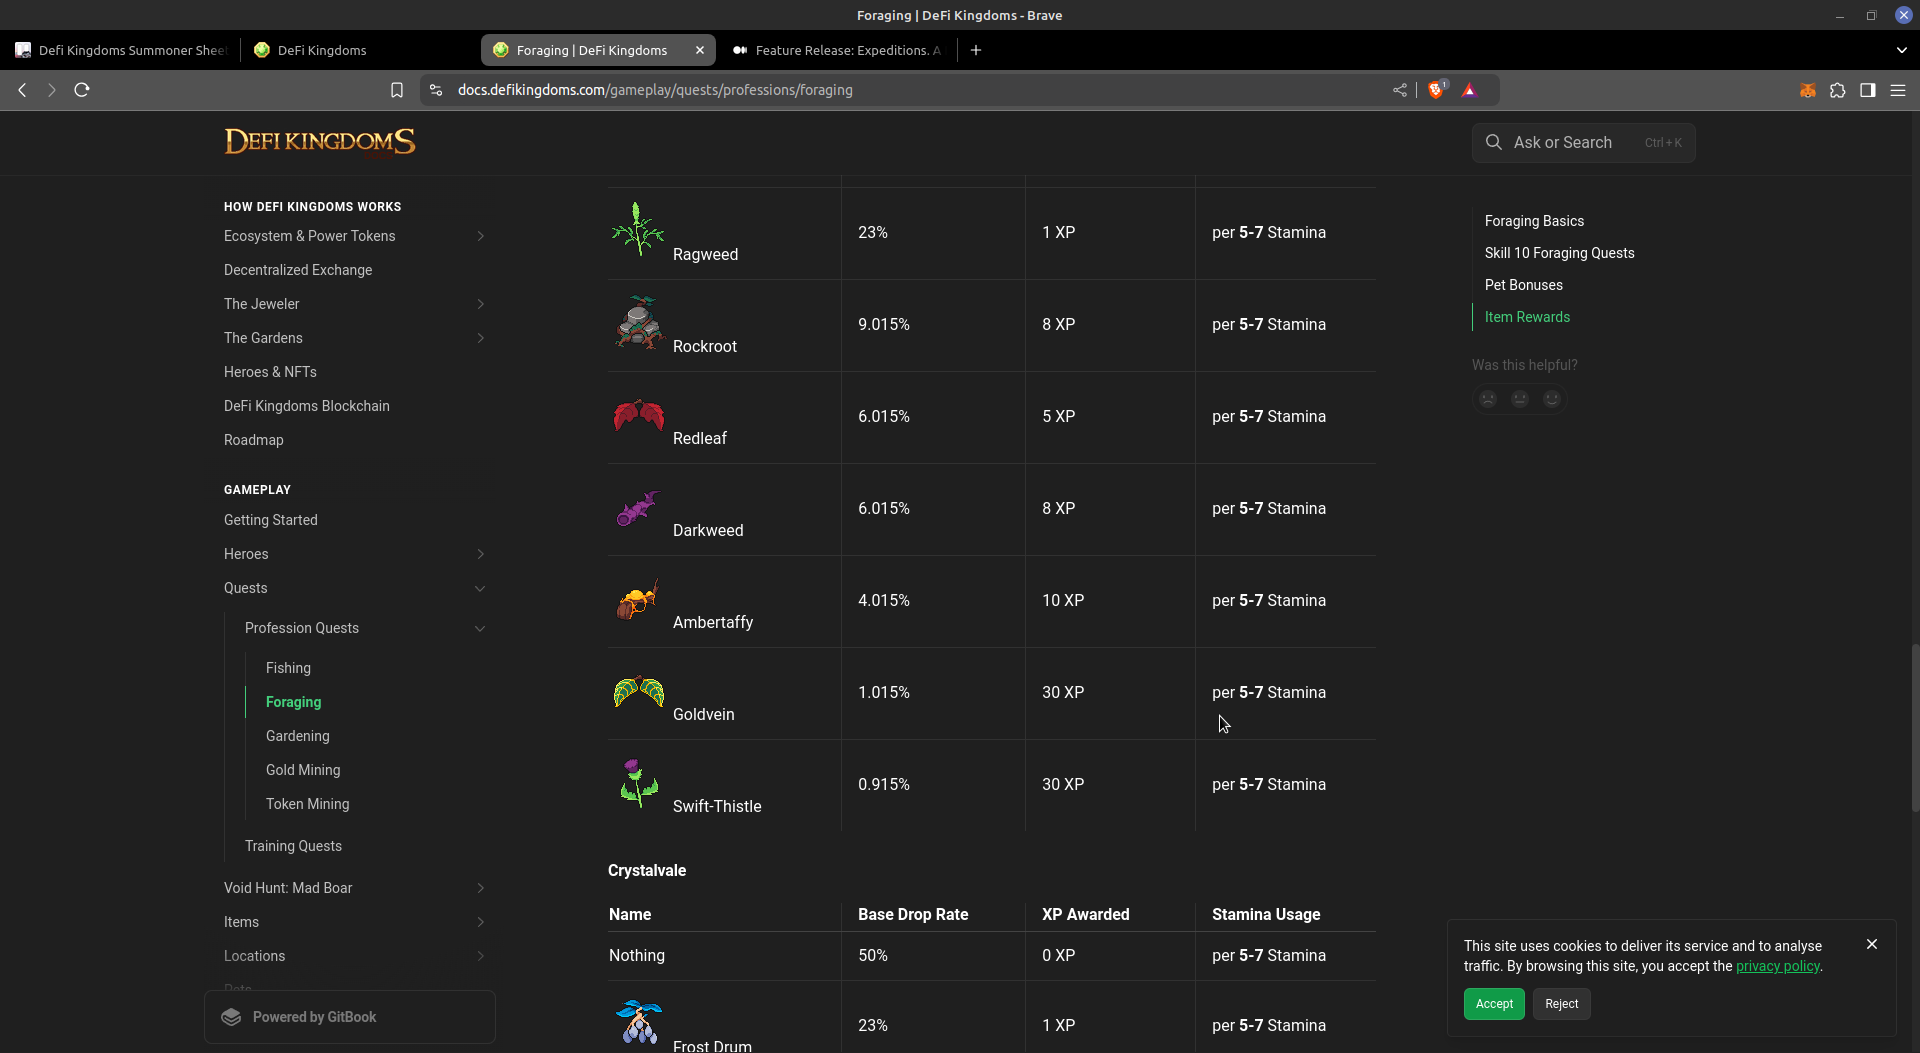 Foraging | DeFi Kingdoms - Brave
Defi Kingdoms Summoner Shee
DeFi Kingdoms
Foraging | DeFi Kingdoms
Feature Release: Expeditions. A
docs.defikingdoms.com/gameplay/quests/professions/foraging
1
DEFI KINGDOMS
Ask or Search Ctrl + K
HOW DEFI KINGDOMS WORKS
Ecosystem & Power Tokens
Decentralized Exchange
The Jeweler
The Gardens
Heroes & NFTs
DeFi Kingdoms Blockchain
Roadmap
GAMEPLAY
Getting Started
Heroes
Quests
Profession Quests
Fishing
Foraging
Gardening
Gold Mining
Token Mining
Training Quests
Void Hunt: Mad Boar
Items
Locations
Pets
Powered by GitBook
Ragweed 23% 1 XP per 5-7 Stamina
Rockroot 9.015% 8 XP per 5-7 Stamina
Redleaf 6.015% 5 XP per 5-7 Stamina
Darkweed 6.015% 8 XP per 5-7 Stamina
Ambertaffy 4.015% 10 XP per 5-7 Stamina
Goldvein 1.015% 30 XP per 5-7 Stamina
Swift-Thistle 0.915% 30 XP per 5-7 Stamina
Crystalvale
Name Base Drop Rate XP Awarded Stamina Usage
Nothing 50% 0 XP per 5-7 Stamina
Frost Drum 23% 1 XP per 5-7 Stamina
Foraging Basics
Skill 10 Foraging Quests
Pet Bonuses
Item Rewards
Was this helpful?
This site uses cookies to deliver its service and to analyse
traffic. By browsing this site, you accept the privacy policy.
Accept Reject